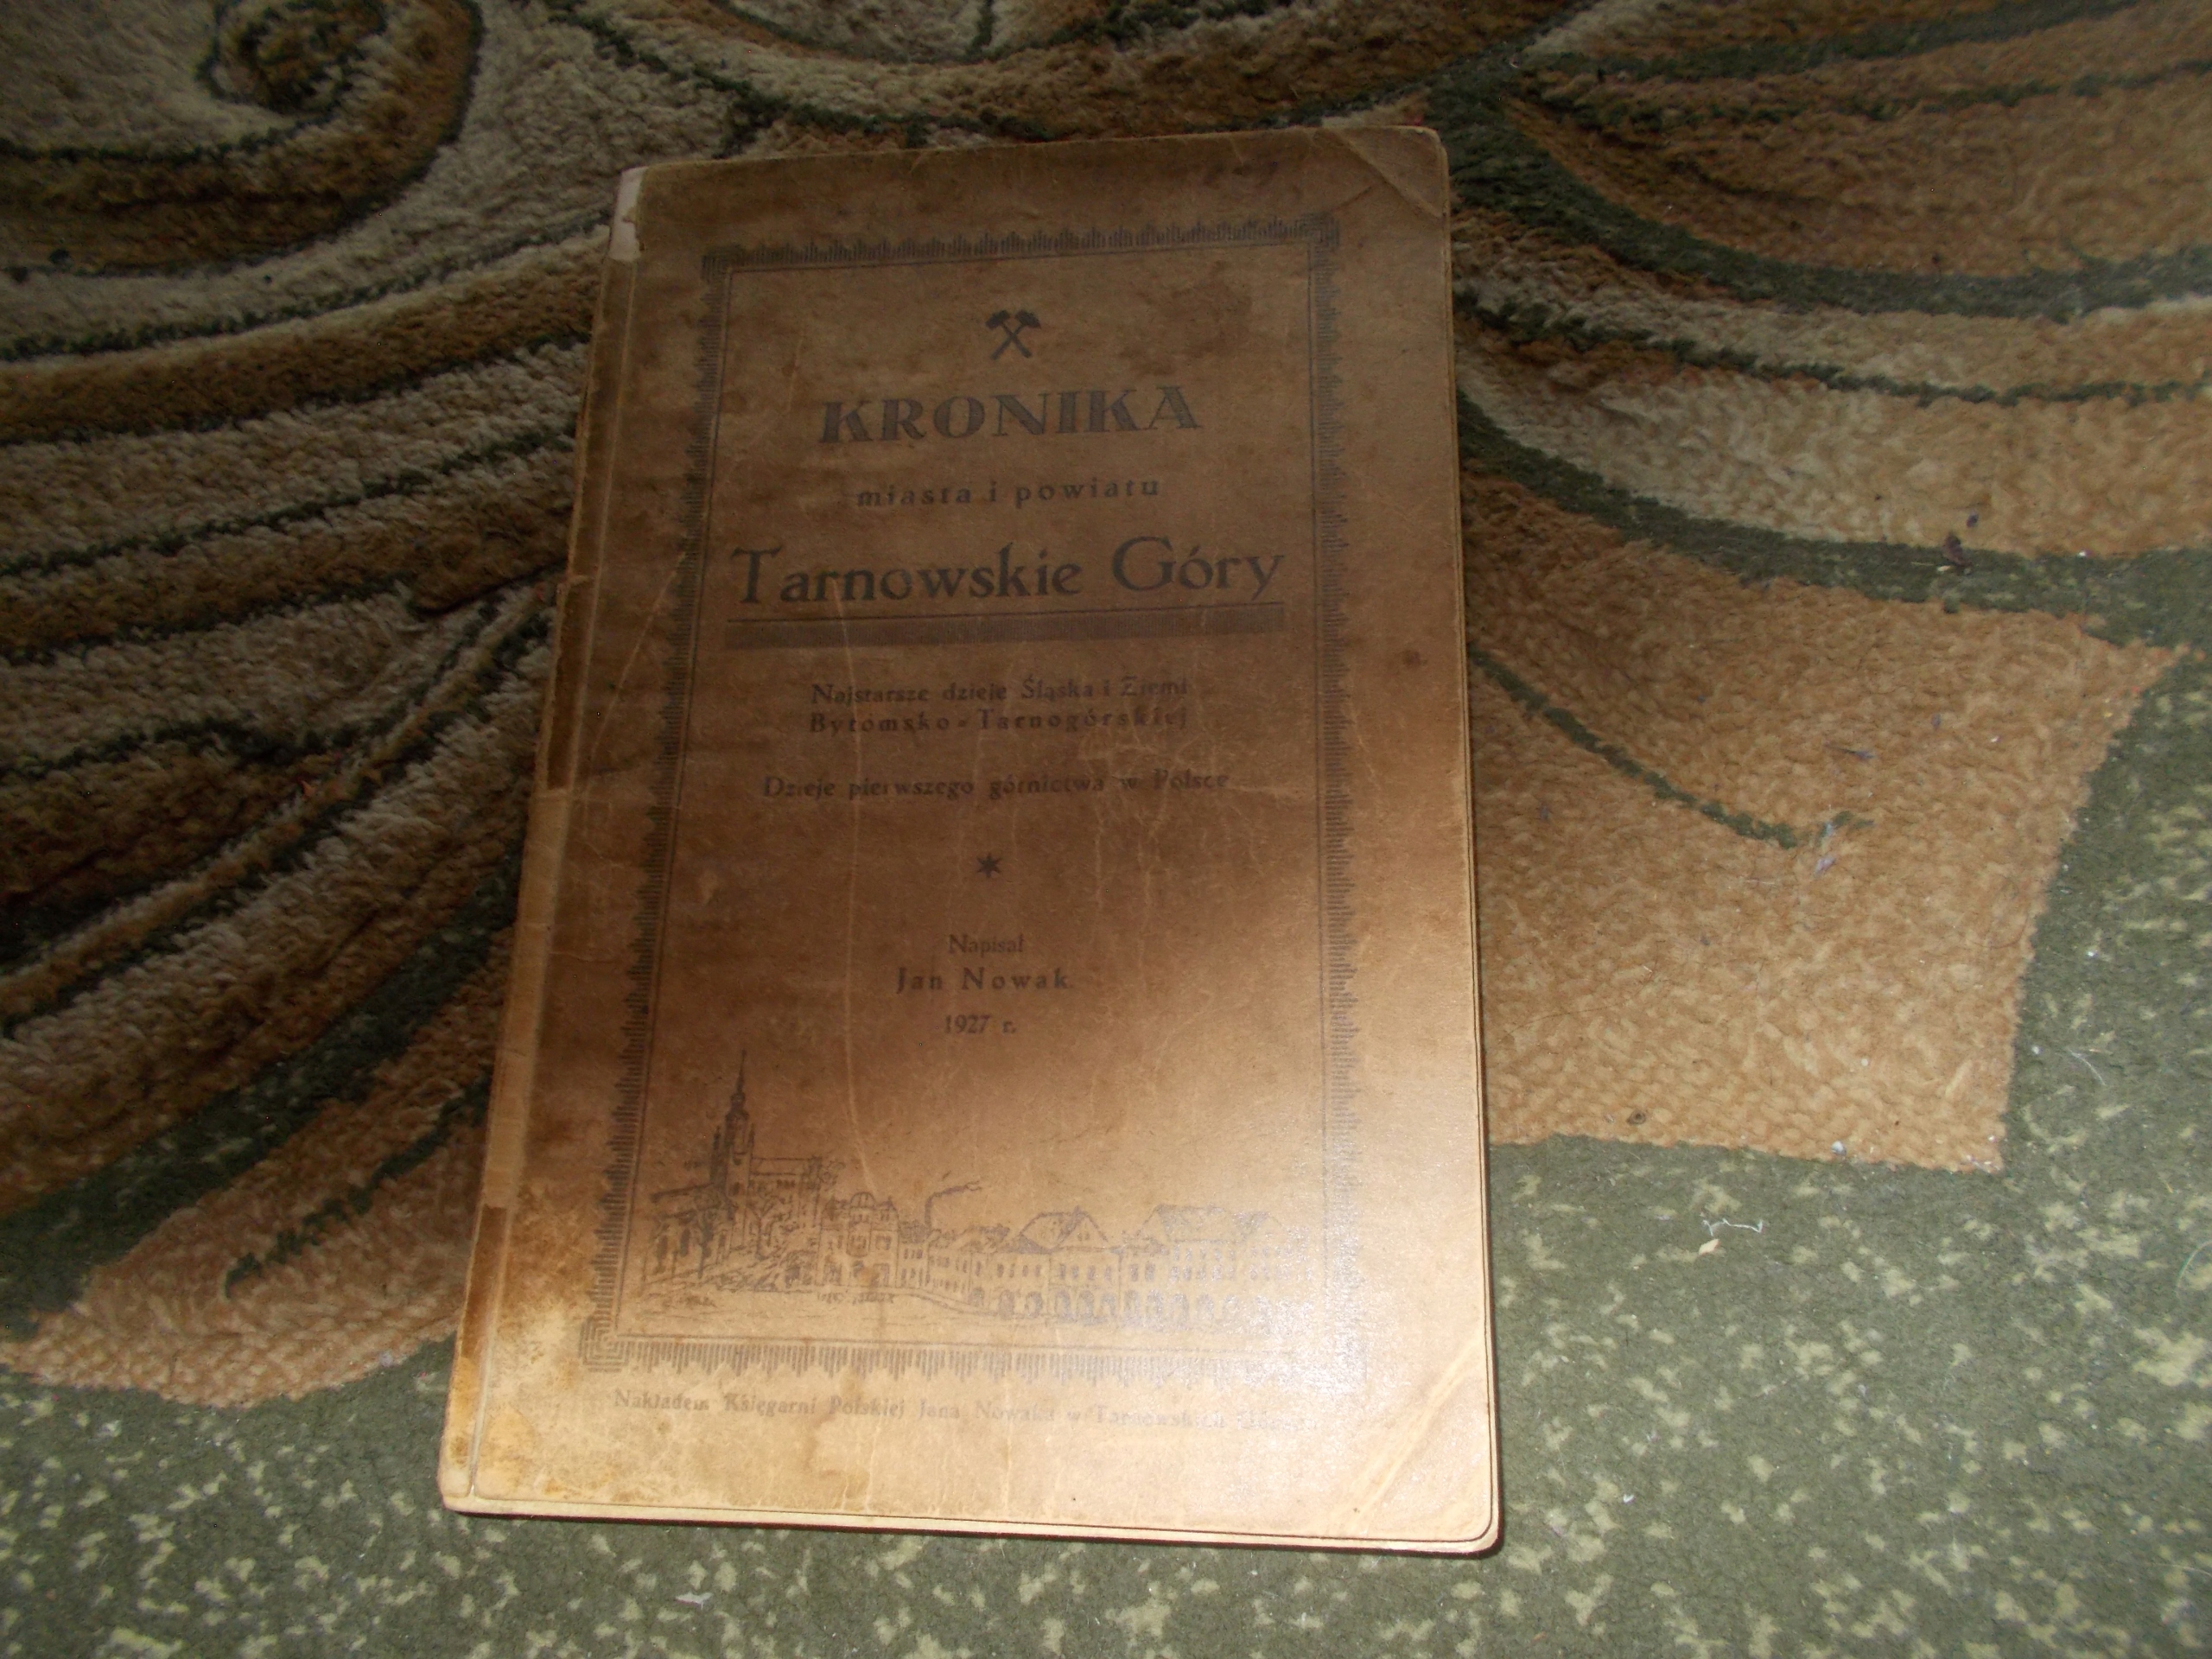 KRONIKA
miasta i powiatu
Tarnowskie Góry
Najstarsze dzieje Śląska i Ziemi
Bytomsko-Tarnogórskiej
Dzieje pierwszego górnictwa w Polsce
Napisał
Jan Nowak
1927 r.
Nakładem Księgarni Polskiej Jana Nowaka w Tarnowskich Górach